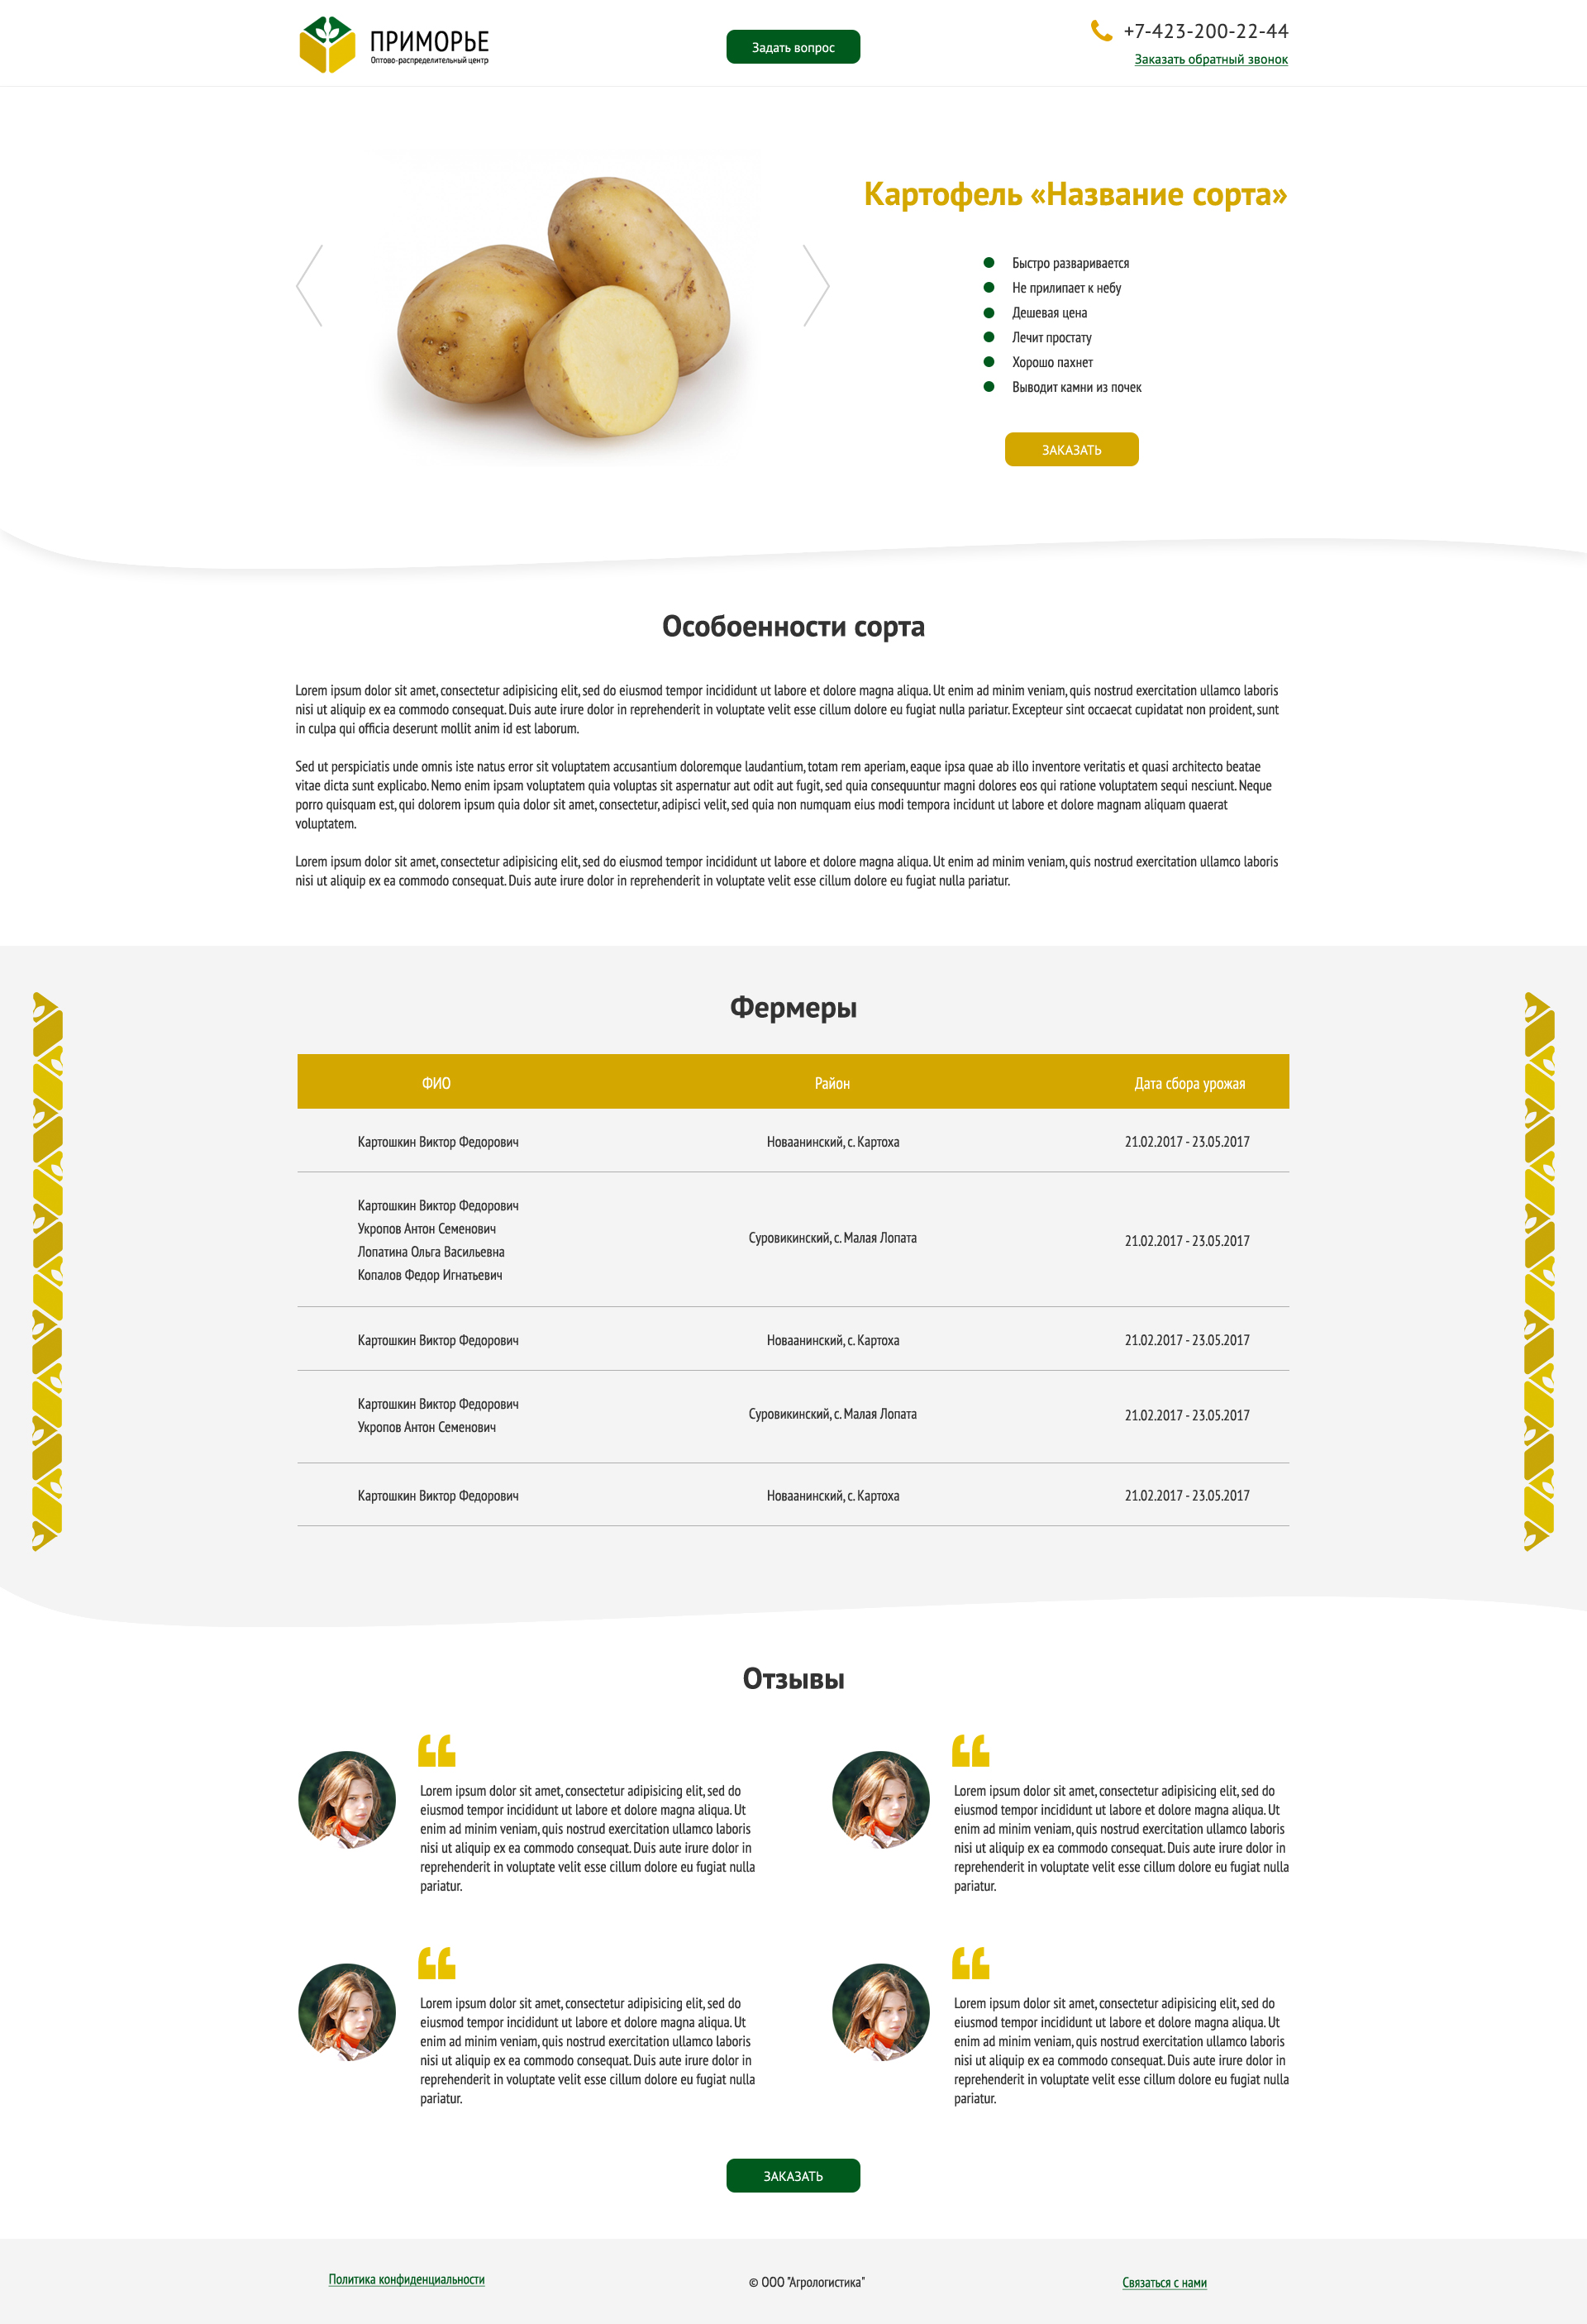 ПРИМОРЬЕ
Оптово-распределительный центр
Задать вопрос
+7-423-200-22-44
Заказать обратный звонок
Картофель «Название сорта»
Быстро разваривается
Не прилипает к небу
Дешевая цена
Лечит простату
Хорошо пахнет
Выводит камни из почек
ЗАКАЗАТЬ
Особоенности сорта
Lorem ipsum dolor sit amet, consectetur adipisicing elit, sed do eiusmod tempor incididunt ut labore et dolore magna aliqua. Ut enim ad minim veniam, quis nostrud exercitation ullamco laboris
nisi ut aliquip ex ea commodo consequat. Duis aute irure dolor in reprehenderit in voluptate velit esse cillum dolore eu fugiat nulla pariatur. Excepteur sint occaecat cupidatat non proident, sunt
in culpa qui officia deserunt mollit anim id est laborum.
Sed ut perspiciatis unde omnis iste natus error sit voluptatem accusantium doloremque laudantium, totam rem aperiam, eaque ipsa quae ab illo inventore veritatis et quasi architecto beatae
vitae dicta sunt explicabo. Nemo enim ipsam voluptatem quia voluptas sit aspernatur aut odit aut fugit, sed quia consequuntur magni dolores eos qui ratione voluptatem sequi nesciunt. Neque
porro quisquam est, qui dolorem ipsum quia dolor sit amet, consectetur, adipisci velit, sed quia non numquam eius modi tempora incidunt ut labore et dolore magnam aliquam quaerat
voluptatem.
Lorem ipsum dolor sit amet, consectetur adipisicing elit, sed do eiusmod tempor incididunt ut labore et dolore magna aliqua. Ut enim ad minim veniam, quis nostrud exercitation ullamco laboris
nisi ut aliquip ex ea commodo consequat. Duis aute irure dolor in reprehenderit in voluptate velit esse cillum dolore eu fugiat nulla pariatur.
Фермеры
ФИО Район Дата сбора урожая
Картошкин Виктор Федорович Новаанинский, с. Картоха 21.02.2017 - 23.05.2017
Картошкин Виктор Федорович
Укропов Антон Семенович
Лопатина Ольга Васильевна
Копалов Федор Игнатьевич
Суровикинский, с. Малая Лопата
21.02.2017 - 23.05.2017
Картошкин Виктор Федорович Новаанинский, с. Картоха 21.02.2017 - 23.05.2017
Картошкин Виктор Федорович
Укропов Антон Семенович
Суровикинский, с. Малая Лопата
21.02.2017 - 23.05.2017
Картошкин Виктор Федорович Новаанинский, с. Картоха 21.02.2017 - 23.05.2017
Отзывы
Lorem ipsum dolor sit amet, consectetur adipisicing elit, sed do
eiusmod tempor incididunt ut labore et dolore magna aliqua. Ut
enim ad minim veniam, quis nostrud exercitation ullamco laboris
nisi ut aliquip ex ea commodo consequat. Duis aute irure dolor in
reprehenderit in voluptate velit esse cillum dolore eu fugiat nulla
pariatur.
Lorem ipsum dolor sit amet, consectetur adipisicing elit, sed do
eiusmod tempor incididunt ut labore et dolore magna aliqua. Ut
enim ad minim veniam, quis nostrud exercitation ullamco laboris
nisi ut aliquip ex ea commodo consequat. Duis aute irure dolor in
reprehenderit in voluptate velit esse cillum dolore eu fugiat nulla
pariatur.
Lorem ipsum dolor sit amet, consectetur adipisicing elit, sed do
eiusmod tempor incididunt ut labore et dolore magna aliqua. Ut
enim ad minim veniam, quis nostrud exercitation ullamco laboris
nisi ut aliquip ex ea commodo consequat. Duis aute irure dolor in
reprehenderit in voluptate velit esse cillum dolore eu fugiat nulla
pariatur.
Lorem ipsum dolor sit amet, consectetur adipisicing elit, sed do
eiusmod tempor incididunt ut labore et dolore magna aliqua. Ut
enim ad minim veniam, quis nostrud exercitation ullamco laboris
nisi ut aliquip ex ea commodo consequat. Duis aute irure dolor in
reprehenderit in voluptate velit esse cillum dolore eu fugiat nulla
pariatur.
ЗАКАЗАТЬ
Политика конфиденциальности
© ООО "Агрологистика"
Связаться с нами